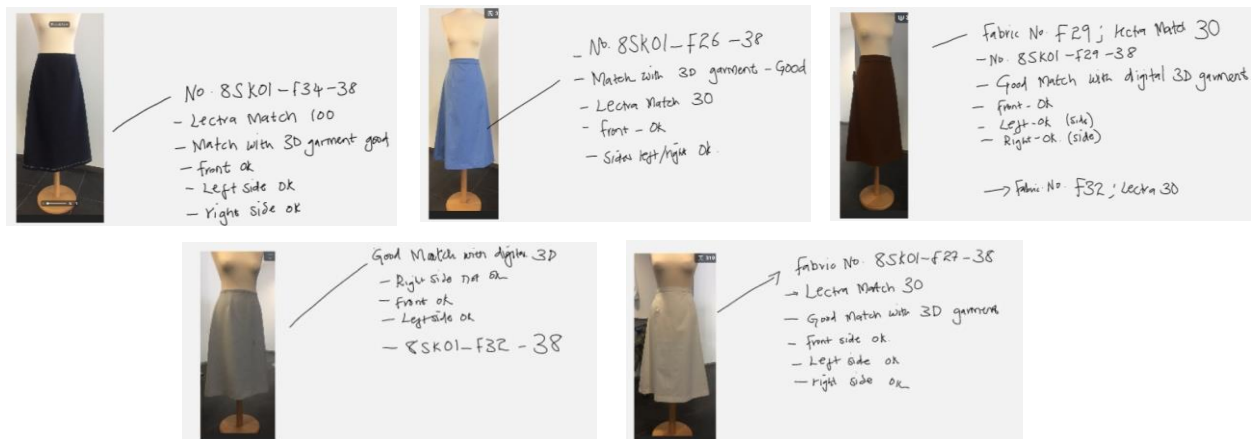 No. 8SK01-F34-38
- Lectra Match 100
- Match with 3D garment good
- front ok
- Left side ok
- right side ok
- No. 8SK01-F26-38
- Match with 3D garment - Good
- Lectra Match 30
- front - ok
- Sides left/right ok.
Fabric No. F29; Lectra Match 30
- No. 8SK01-F29-38
- Good Match with digital 3D garment
- Front - ok
- Left - ok (side)
- Right - ok. (side)
→ Fabric No. F32; Lectra 30
Good Match with digital 3D
- Right side not ok
- Front ok
- Left side ok
- 8SK01-F32-38
Fabric No. 8SK01-F27-38
- Lectra Match 30
- Good Match with 3D garment
- Front side ok.
- Left side ok
- right side ok